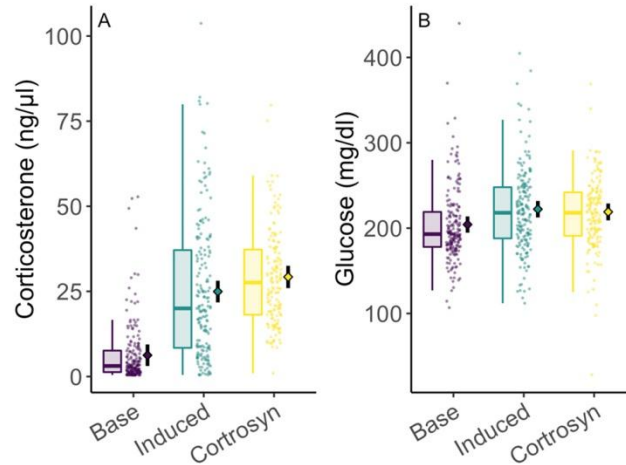 A
Corticosterone (ng/µl)
100
75
50
25
0
Base
Induced
Cortrosyn
B
Glucose (mg/dl)
400
300
200
100
Base
Induced
Cortrosyn